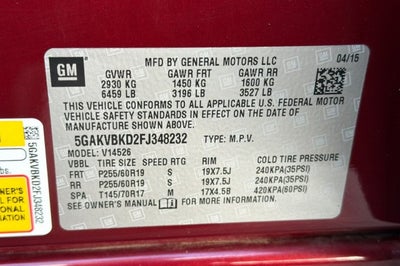 GM
MFD BY GENERAL MOTORS LLC 04/15
GVWR GAWR FRT GAWR RR
2930 KG 1450 KG 1600 KG
6459 LB 3196 LB 3527 LB
THIS VEHICLE CONFORMS TO ALL APPLICABLE U.S. FEDERAL MOTOR
VEHICLE SAFETY STANDARDS IN EFFECT ON THE DATE OF
MANUFACTURE SHOWN ABOVE.
5GAKVBKD2FJ348232 TYPE: M.P.V.
MODEL: V14526
VBBL TIRE SIZE SPEED RTG RIM COLD TIRE PRESSURE
FRT P255/60R19 S 19X7.5J 240KPA(35PSI)
RR P255/60R19 S 19X7.5J 240KPA(35PSI)
SPA T145/70R17 M 17X4.5B 420KPA(60PSI)
SEE OWNER'S MANUAL FOR ADDITIONAL INFORMATION.
5GAKVBKD2FJ348232
OWNER'S